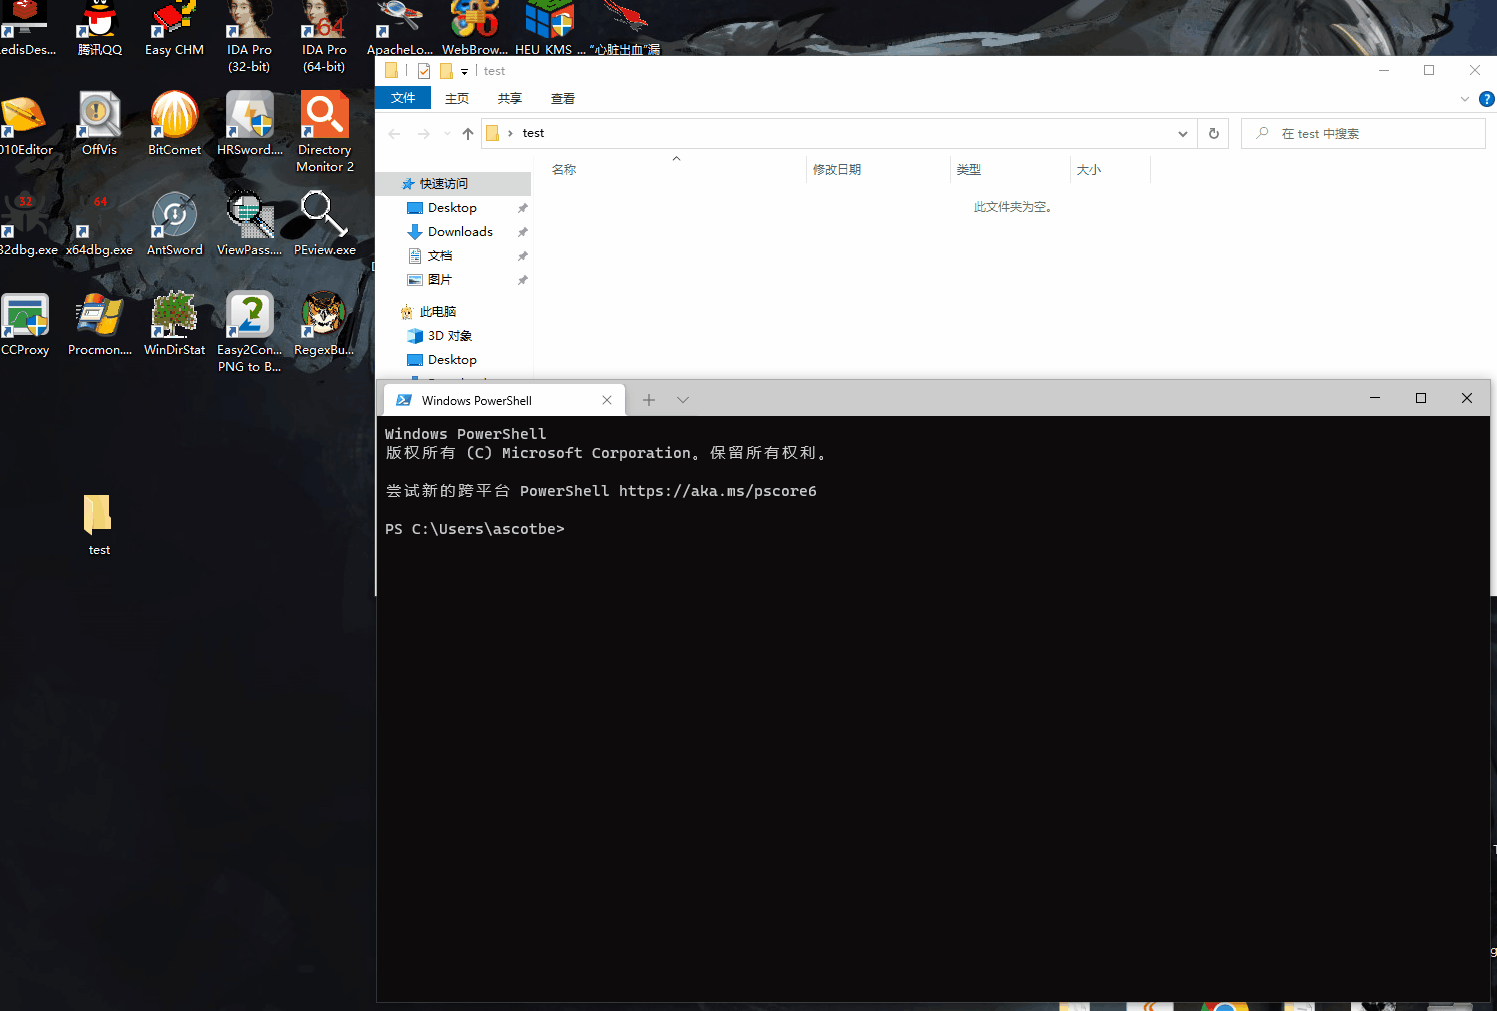 edisDes...
腾讯QQ
Easy CHM
IDA Pro
(32-bit)
IDA Pro
(64-bit)
64
ApacheLo...
WebBrow...
HEU KMS ...
“心脏出血”漏
010Editor
OffVis
BitComet
HRSword....
Directory
Monitor 2
32
64
32dbg.exe
x64dbg.exe
AntSword
ViewPass....
PEview.exe
CCProxy
Procmon....
WinDirStat
Easy2Con...
PNG to B...
RegexBu...
test
test
文件
主页
共享
查看
test
在 test 中搜索
名称
修改日期
类型
大小
此文件夹为空。
快速访问
Desktop
Downloads
文档
图片
此电脑
3D 对象
Desktop
Windows PowerShell
Windows PowerShell
版权所有 (C) Microsoft Corporation。保留所有权利。
尝试新的跨平台 PowerShell https://aka.ms/pscore6
PS C:\Users\ascotbe>